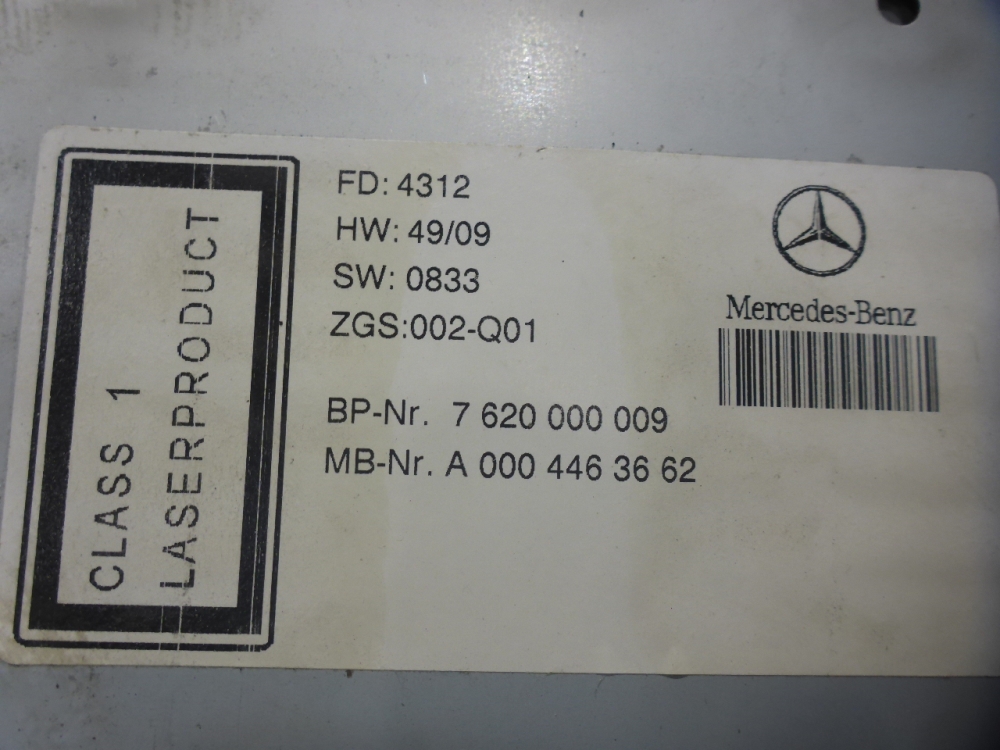 CLASS 1
LASERPRODUCT
FD: 4312
HW: 49/09
SW: 0833
ZGS:002-Q01
BP-Nr. 7 620 000 009
MB-Nr. A 000 446 36 62
Mercedes-Benz